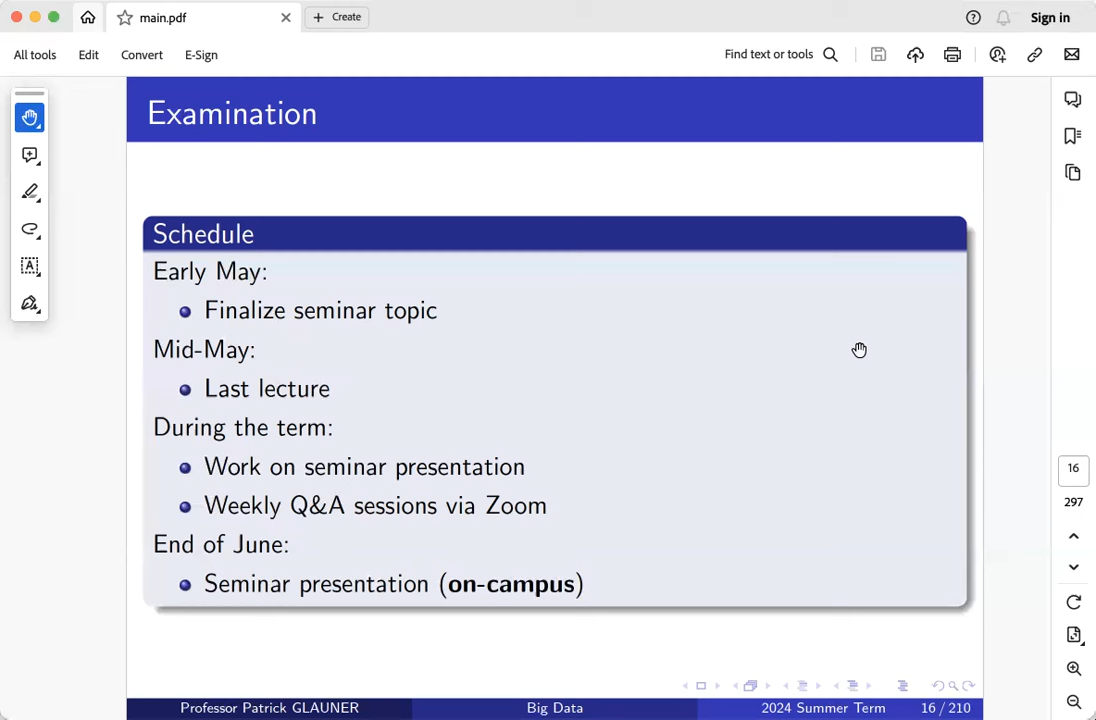 main.pdf
Create
Sign in
All tools Edit Convert E-Sign Find text or tools
Examination
Schedule
Early May:
Finalize seminar topic
Mid-May:
Last lecture
During the term:
Work on seminar presentation
Weekly Q&A sessions via Zoom
End of June:
Seminar presentation (on-campus)
16
297
Professor Patrick GLAUNER Big Data 2024 Summer Term 16 / 210